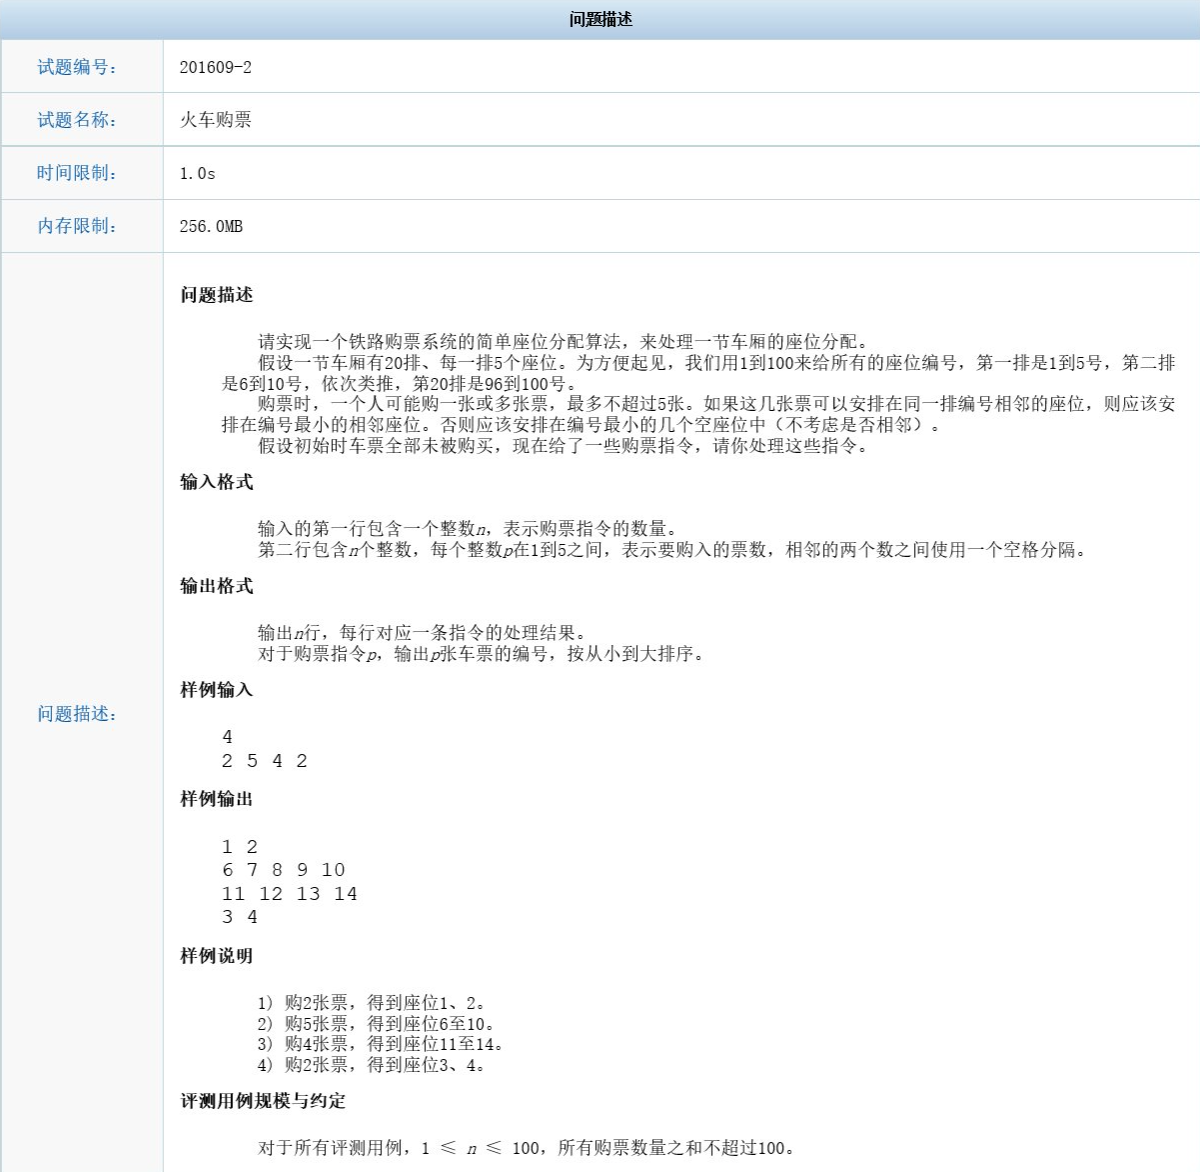 问题描述
试题编号： 201609-2
试题名称： 火车购票
时间限制： 1.0s
内存限制： 256.0MB
问题描述：
问题描述
请实现一个铁路购票系统的简单座位分配算法，来处理一节车厢的座位分配。
假设一节车厢有20排、每一排5个座位。为方便起见，我们用1到100来给所有的座位编号，第一排是1到5号，第二排
是6到10号，依次类推，第20排是96到100号。
购票时，一个人可能购一张或多张票，最多不超过5张。如果这几张票可以安排在同一排编号相邻的座位，则应该安
排在编号最小的相邻座位。否则应该安排在编号最小的几个空座位中（不考虑是否相邻）。
假设初始时车票全部未被购买，现在给了一些购票指令，请你处理这些指令。
输入格式
输入的第一行包含一个整数n，表示购票指令的数量。
第二行包含n个整数，每个整数p在1到5之间，表示要购入的票数，相邻的两个数之间使用一个空格分隔。
输出格式
输出n行，每行对应一条指令的处理结果。
对于购票指令p，输出p张车票的编号，按从小到大排序。
样例输入
4
2 5 4 2
样例输出
1 2
6 7 8 9 10
11 12 13 14
3 4
样例说明
1) 购2张票，得到座位1、2。
2) 购5张票，得到座位6至10。
3) 购4张票，得到座位11至14。
4) 购2张票，得到座位3、4。
评测用例规模与约定
对于所有评测用例，1 ≤ n ≤ 100，所有购票数量之和不超过100。